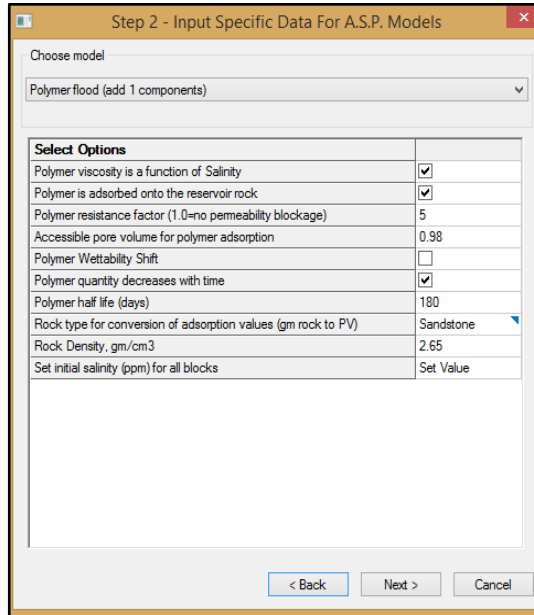 Step 2 - Input Specific Data For A.S.P. Models
Choose model
Polymer flood (add 1 components)
Select Options
Polymer viscosity is a function of Salinity
Polymer is adsorbed onto the reservoir rock
Polymer resistance factor (1.0=no permeability blockage) 5
Accessible pore volume for polymer adsorption 0.98
Polymer Wettability Shift
Polymer quantity decreases with time
Polymer half life (days) 180
Rock type for conversion of adsorption values (gm rock to PV) Sandstone
Rock Density, gm/cm3 2.65
Set initial salinity (ppm) for all blocks Set Value
< Back Next > Cancel